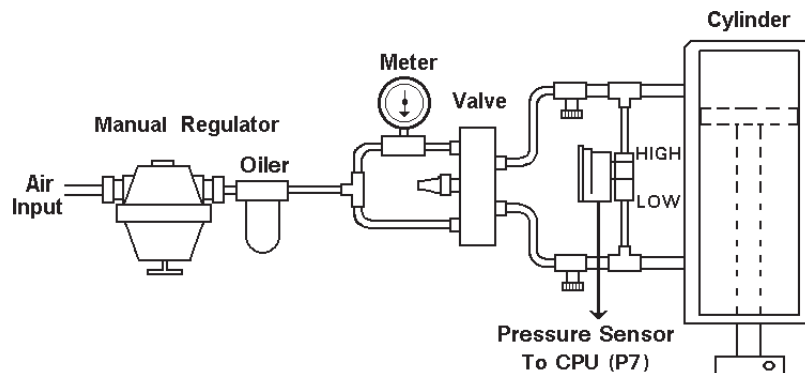 Cylinder
Meter
Valve
Manual Regulator
Oiler
Air
Input
HIGH
LOW
Pressure Sensor
To CPU (P7)